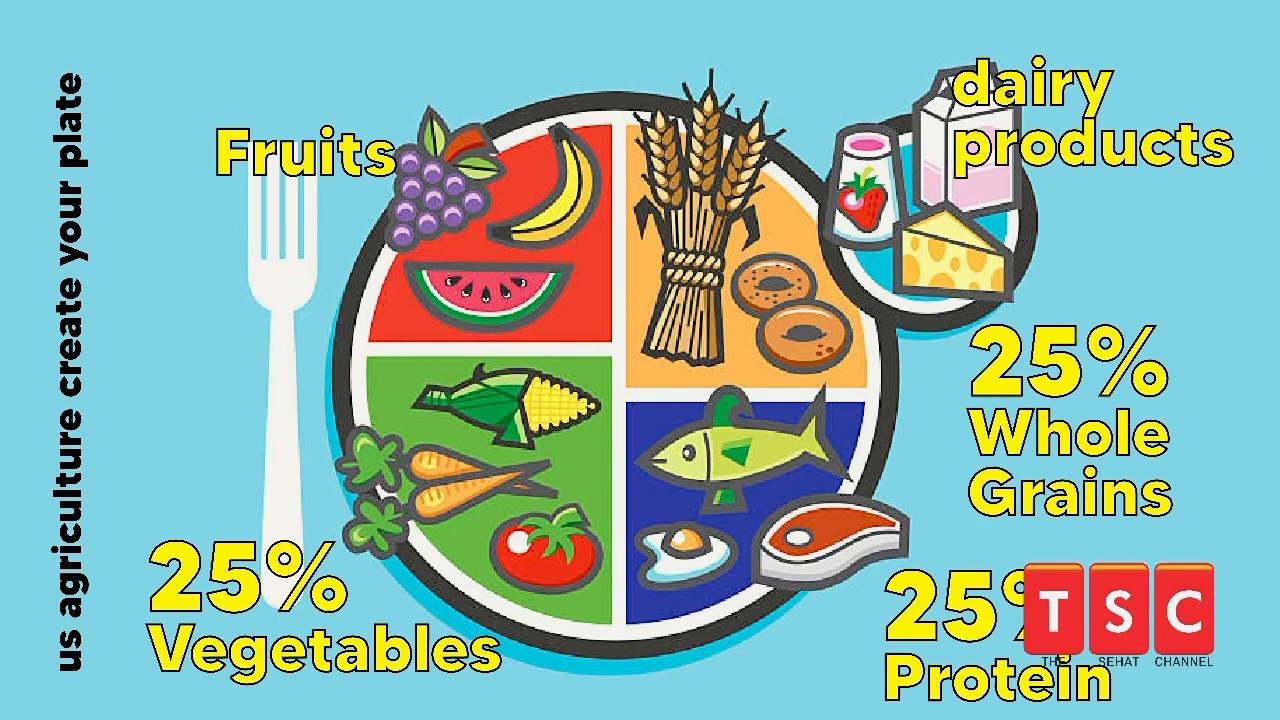 us agriculture create your plate
Fruits
dairy
products
25%
Whole
Grains
25%
Vegetables
25%
Protein
TSC
THE SEHAT CHANNEL